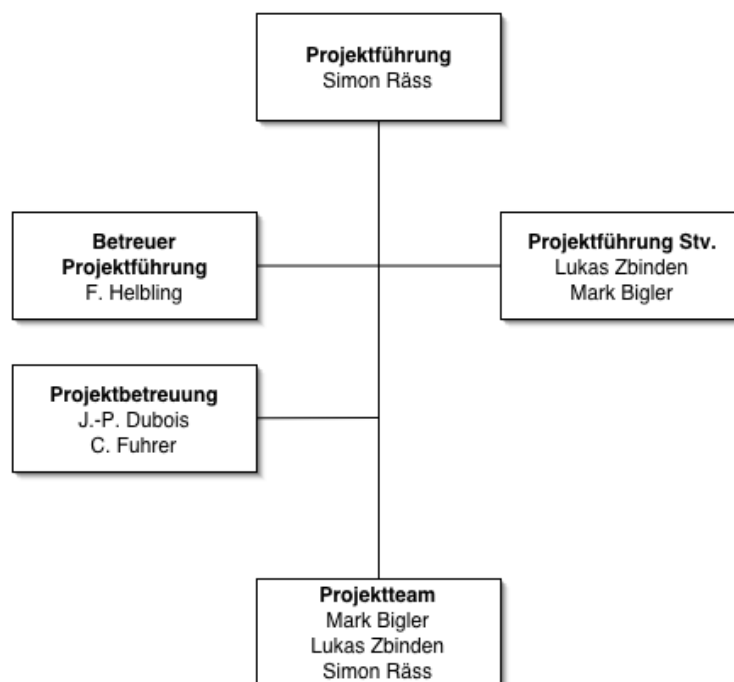 Projektführung
Simon Räss
Betreuer
Projektführung
F. Helbling
Projektführung Stv.
Lukas Zbinden
Mark Bigler
Projektbetreuung
J.-P. Dubois
C. Fuhrer
Projektteam
Mark Bigler
Lukas Zbinden
Simon Räss